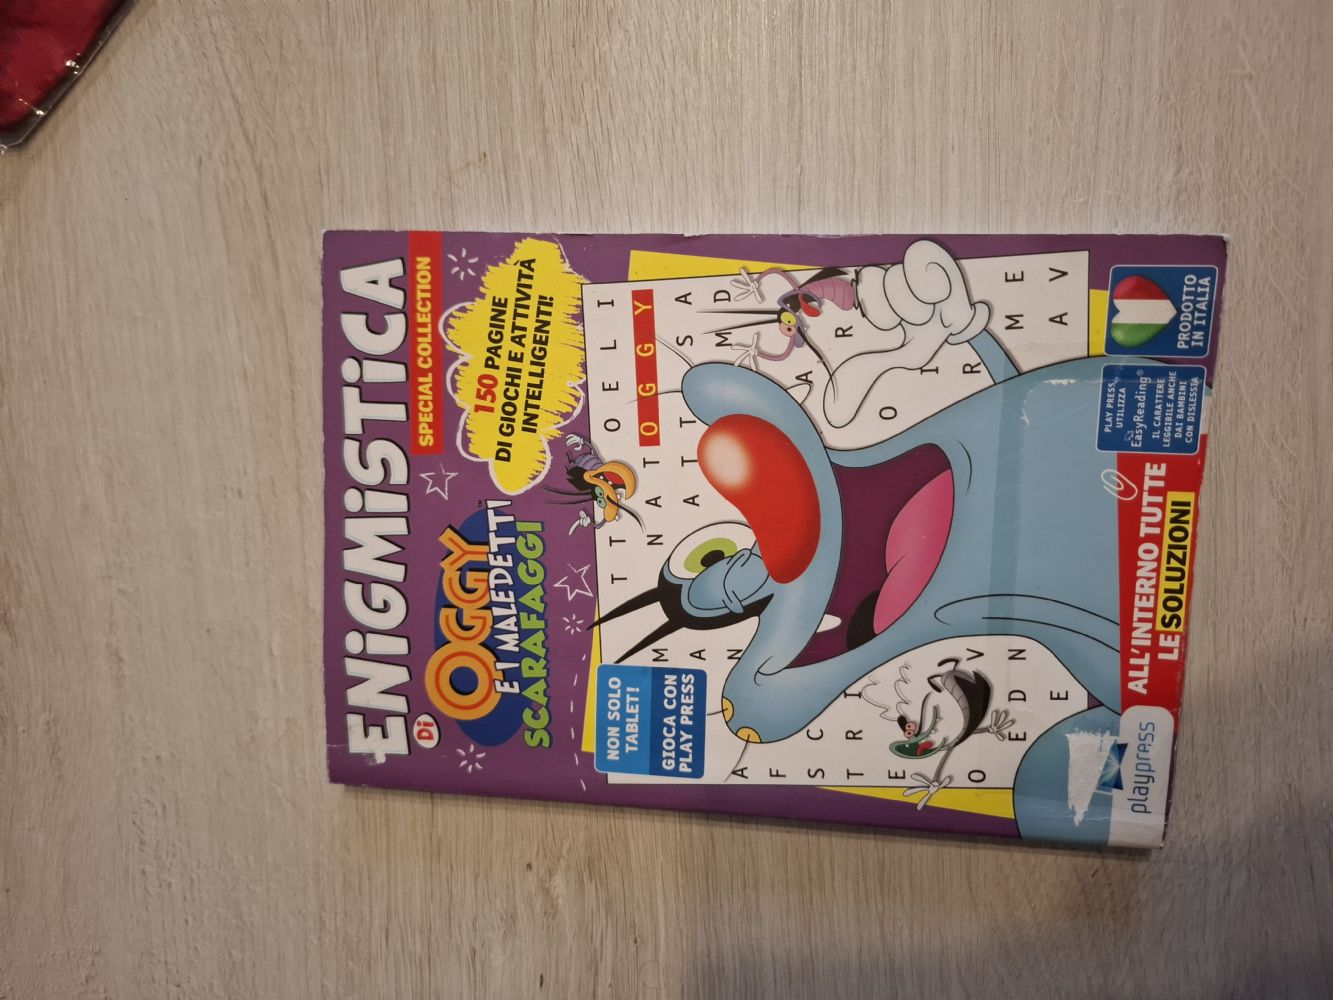 ENiGMiSTiCA
SPECIAL COLLECTION
Di
OGGY™
E I MALEDETTI
SCARAFAGGI
150 PAGINE
DI GIOCHI E ATTIVITÀ
INTELLIGENTI!
NON SOLO
TABLET!
GIOCA CON
PLAY PRESS
T T O E L I
N A T O G G Y
M A A T T S A
A M D
N
A
F A
S C R
T R I O
E I
O V R
E D N M E
E A V
playpress
ALL'INTERNO TUTTE
LE SOLUZIONI
PLAY PRESS
UTILIZZA
EasyReading®
IL CARATTERE
LEGGIBILE ANCHE
DAI BAMBINI
CON DISLESSIA
PRODOTTO
IN ITALIA